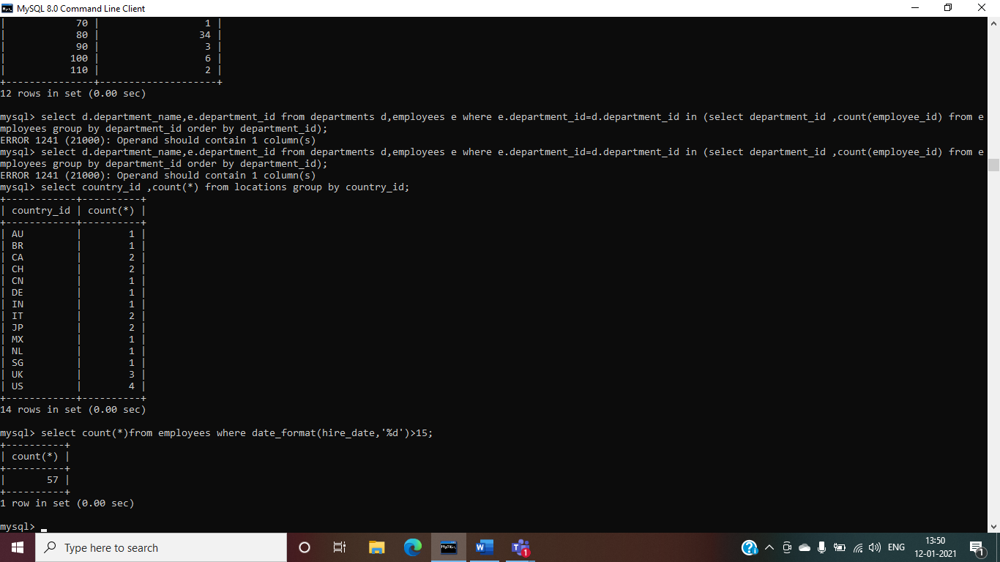 MySQL 8.0 Command Line Client
|            70 |                  1 |
|            80 |                 34 |
|            90 |                  3 |
|           100 |                  6 |
|           110 |                  2 |
+---------------+--------------------+
12 rows in set (0.00 sec)
mysql> select d.department_name,e.department_id from departments d,employees e where e.department_id=d.department_id in (select department_id ,count(employee_id) from e
mployees group by department_id order by department_id);
ERROR 1241 (21000): Operand should contain 1 column(s)
mysql> select d.department_name,e.department_id from departments d,employees e where e.department_id=d.department_id in (select department_id ,count(employee_id) from e
mployees group by department_id order by department_id);
ERROR 1241 (21000): Operand should contain 1 column(s)
mysql> select country_id ,count(*) from locations group by country_id;
+------------+----------+
| country_id | count(*) |
+------------+----------+
| AU         |        1 |
| BR         |        1 |
| CA         |        2 |
| CH         |        2 |
| CN         |        1 |
| DE         |        1 |
| IN         |        1 |
| IT         |        2 |
| JP         |        2 |
| MX         |        1 |
| NL         |        1 |
| SG         |        1 |
| UK         |        3 |
| US         |        4 |
+------------+----------+
14 rows in set (0.00 sec)
mysql> select count(*)from employees where date_format(hire_date,'%d')>15;
+----------+
| count(*) |
+----------+
|       57 |
+----------+
1 row in set (0.00 sec)
mysql> _
Type here to search
ENG
13:50
12-01-2021
1
1